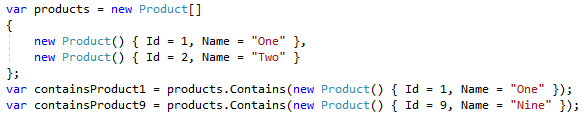 var products = new Product[]
{
    new Product() { Id = 1, Name = "One" },
    new Product() { Id = 2, Name = "Two" }
};
var containsProduct1 = products.Contains(new Product() { Id = 1, Name = "One" });
var containsProduct9 = products.Contains(new Product() { Id = 9, Name = "Nine" });